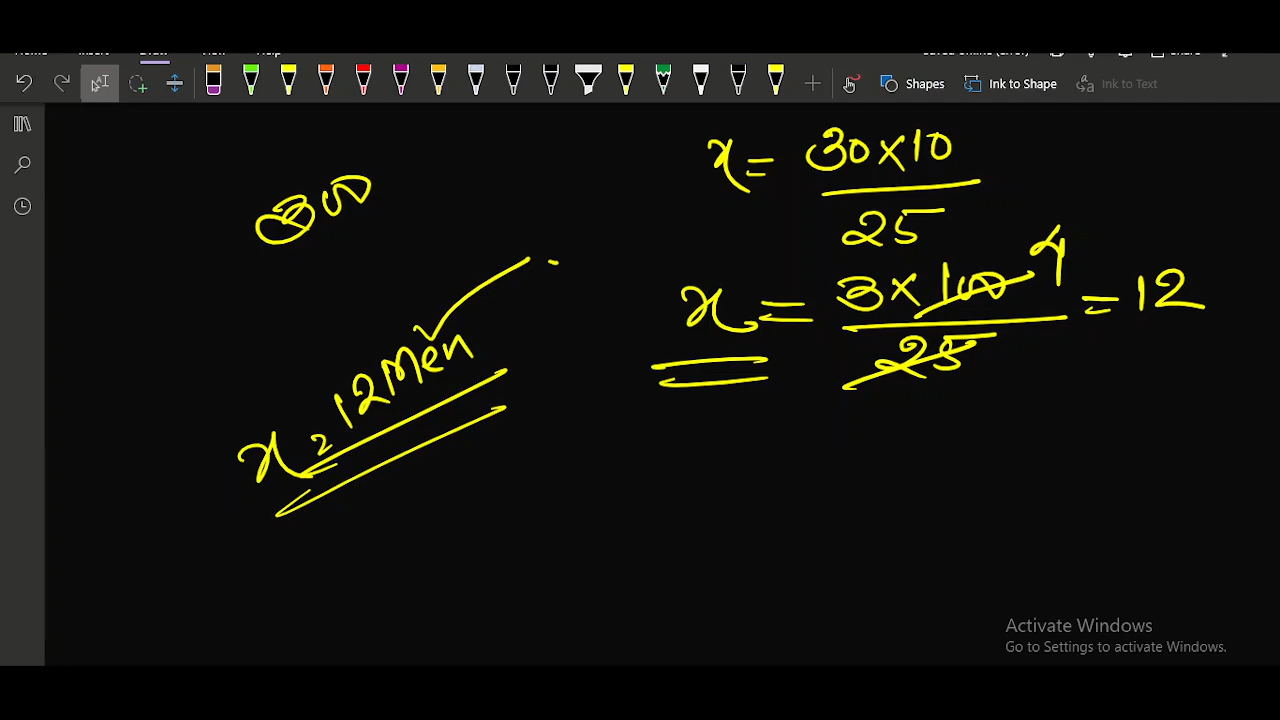 Shapes
Ink to Shape
Ink to Text
x = 30×10
25
300
x = 3 × 100 4 = 12
25
x = 12 Men
Activate Windows
Go to Settings to activate Windows.